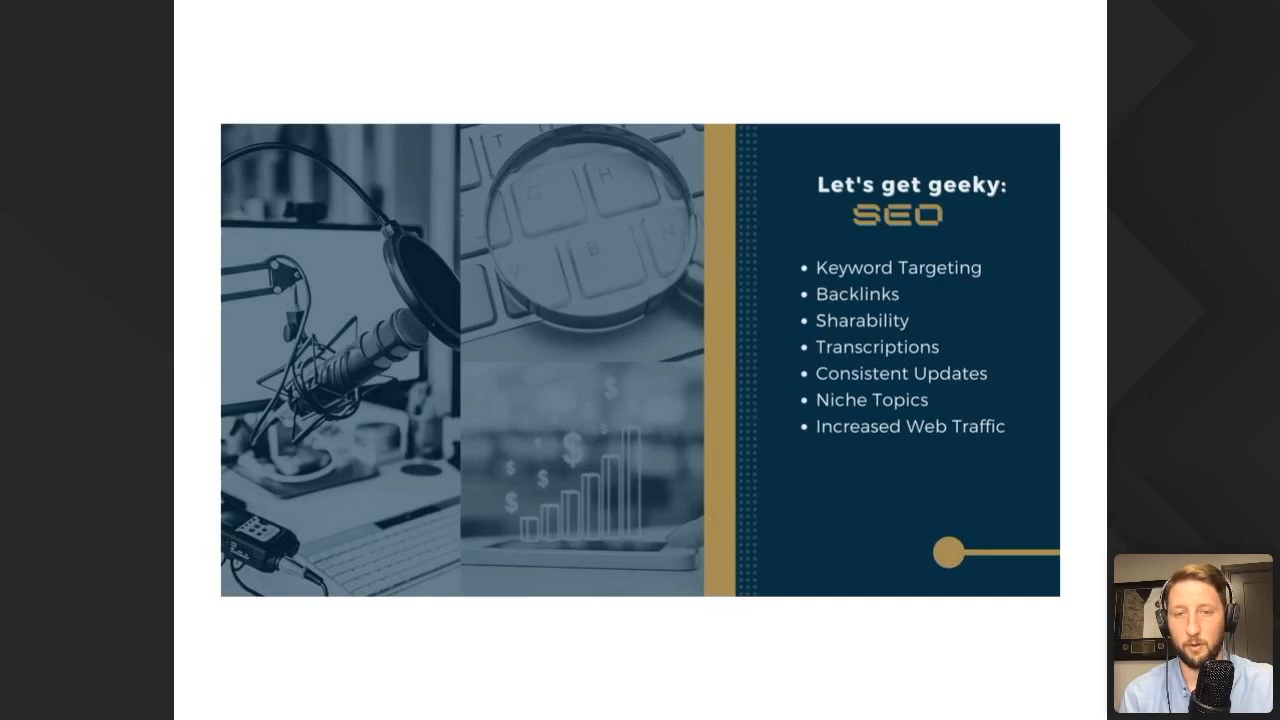 Let's get geeky:
SEO
• Keyword Targeting
• Backlinks
• Sharability
• Transcriptions
• Consistent Updates
• Niche Topics
• Increased Web Traffic
T
G
H
V
B
N
$
$
$
$
$
$
$